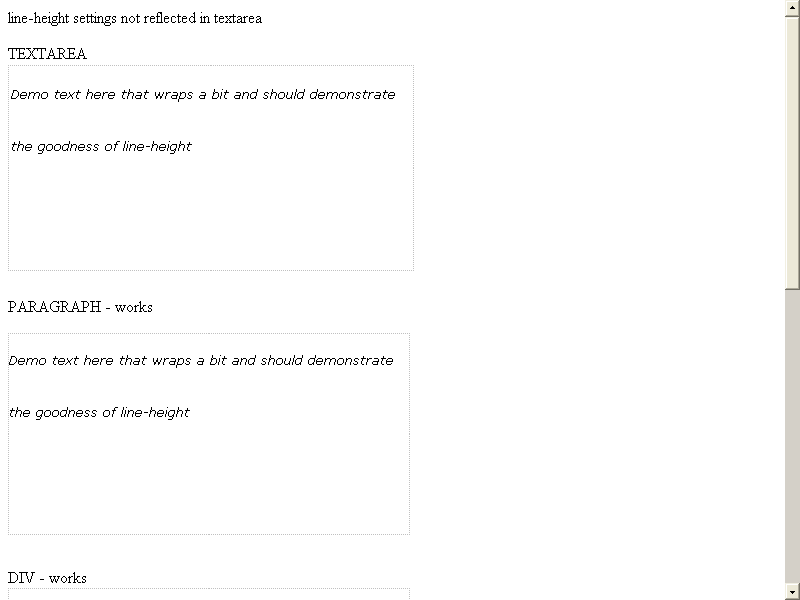 line-height settings not reflected in textarea
TEXTAREA
Demo text here that wraps a bit and should demonstrate
the goodness of line-height
PARAGRAPH - works
Demo text here that wraps a bit and should demonstrate
the goodness of line-height
DIV - works